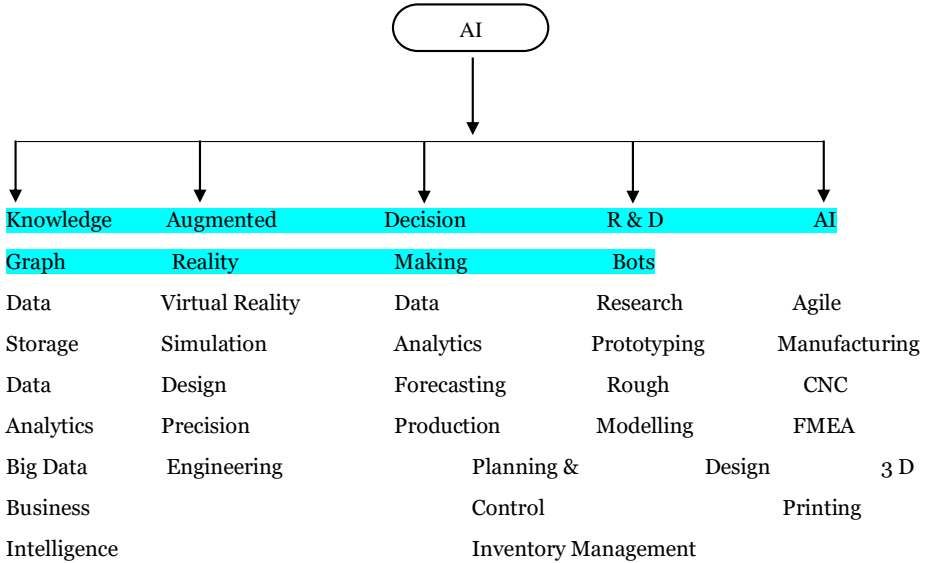 AI
Knowledge Augmented Decision R & D AI
Graph Reality Making Bots
Data Virtual Reality Data Research Agile
Storage Simulation Analytics Prototyping Manufacturing
Data Design Forecasting Rough CNC
Analytics Precision Production Modelling FMEA
Big Data Engineering Planning & Design 3 D
Business Control Printing
Intelligence Inventory Management